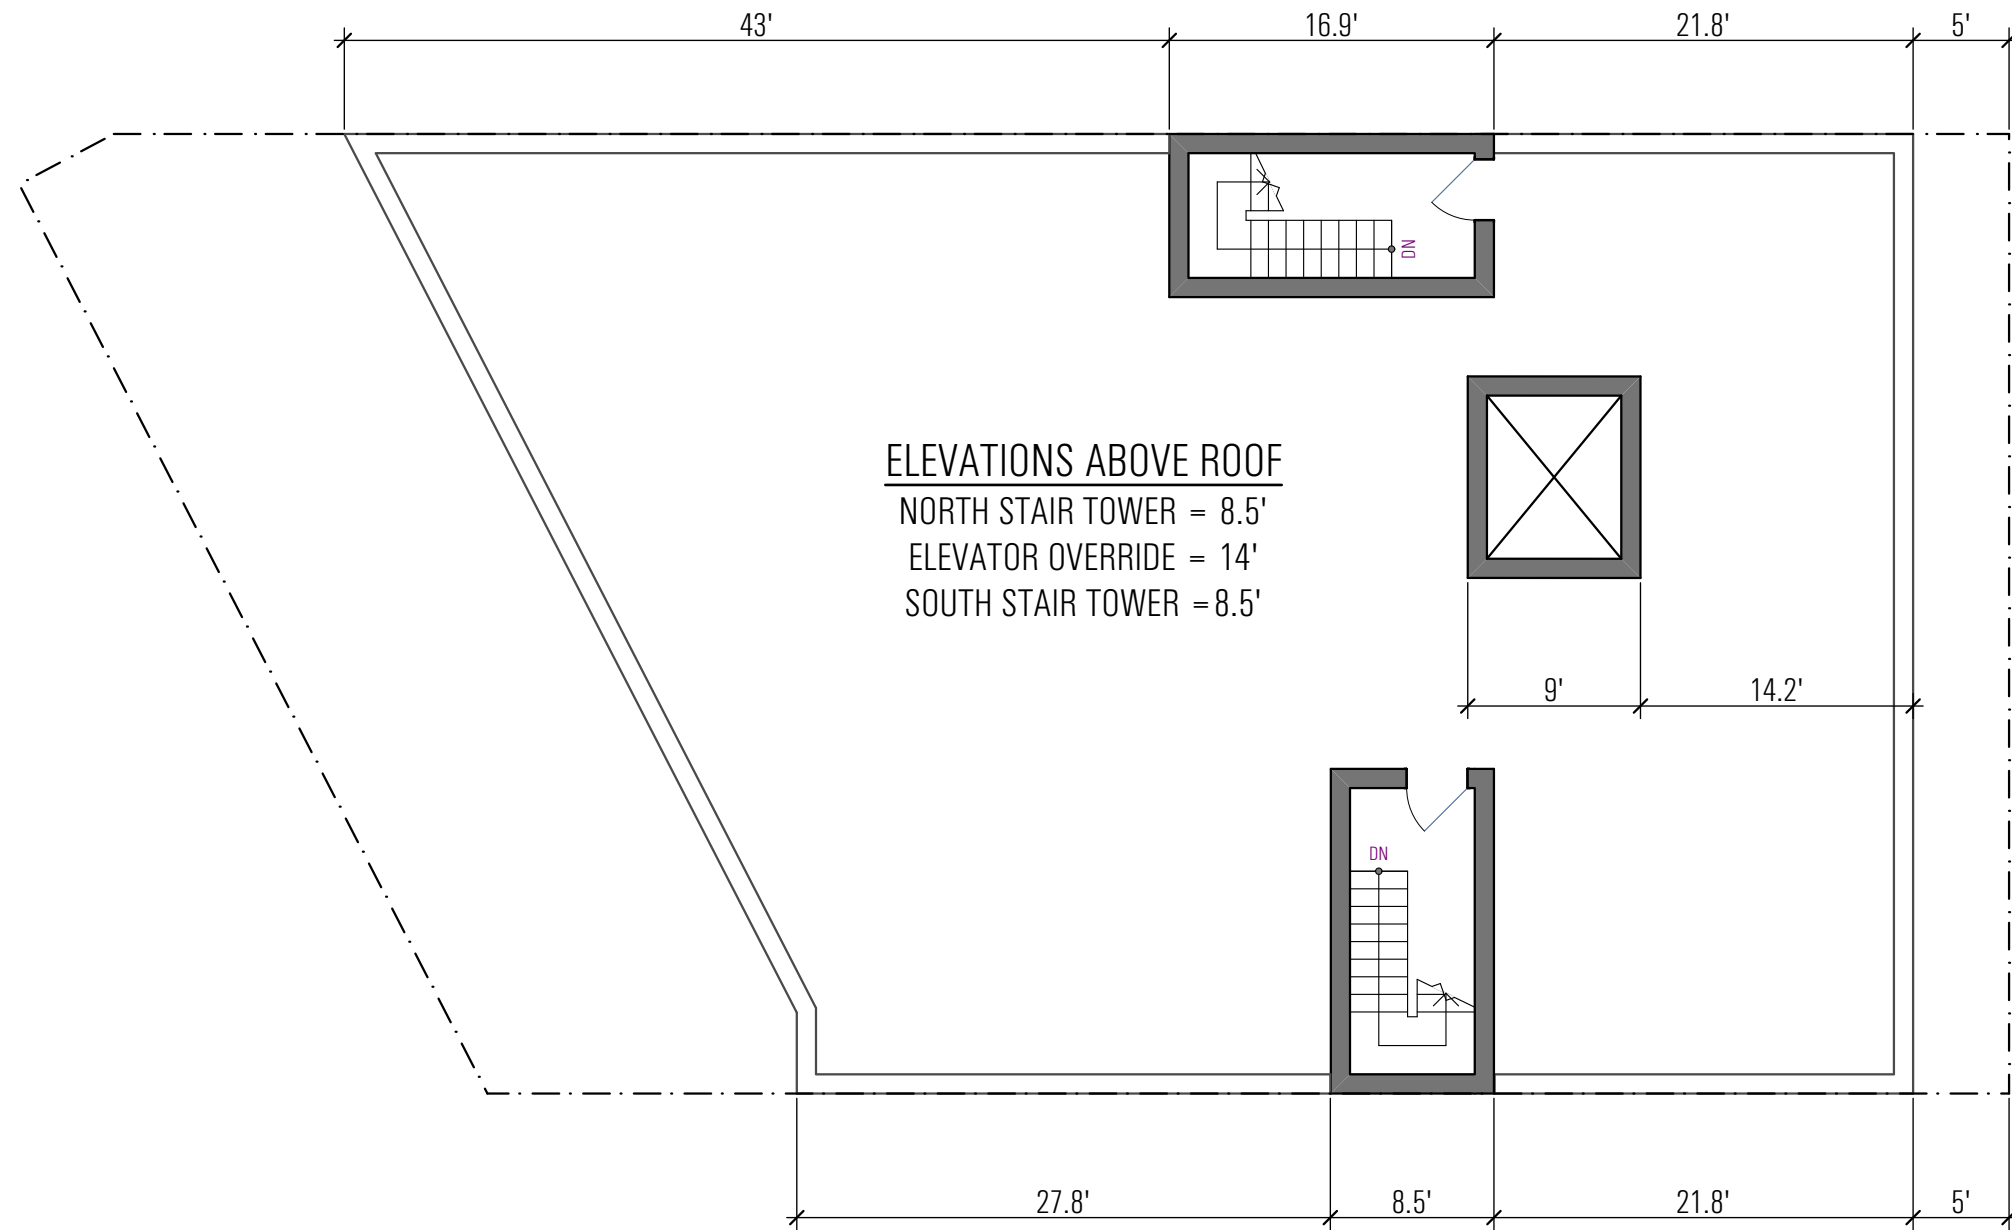 43'
16.9'
21.8'
5'
DN
ELEVATIONS ABOVE ROOF
NORTH STAIR TOWER = 8.5'
ELEVATOR OVERRIDE = 14'
SOUTH STAIR TOWER =8.5'
9'
14.2'
DN
27.8'
8.5'
21.8'
5'